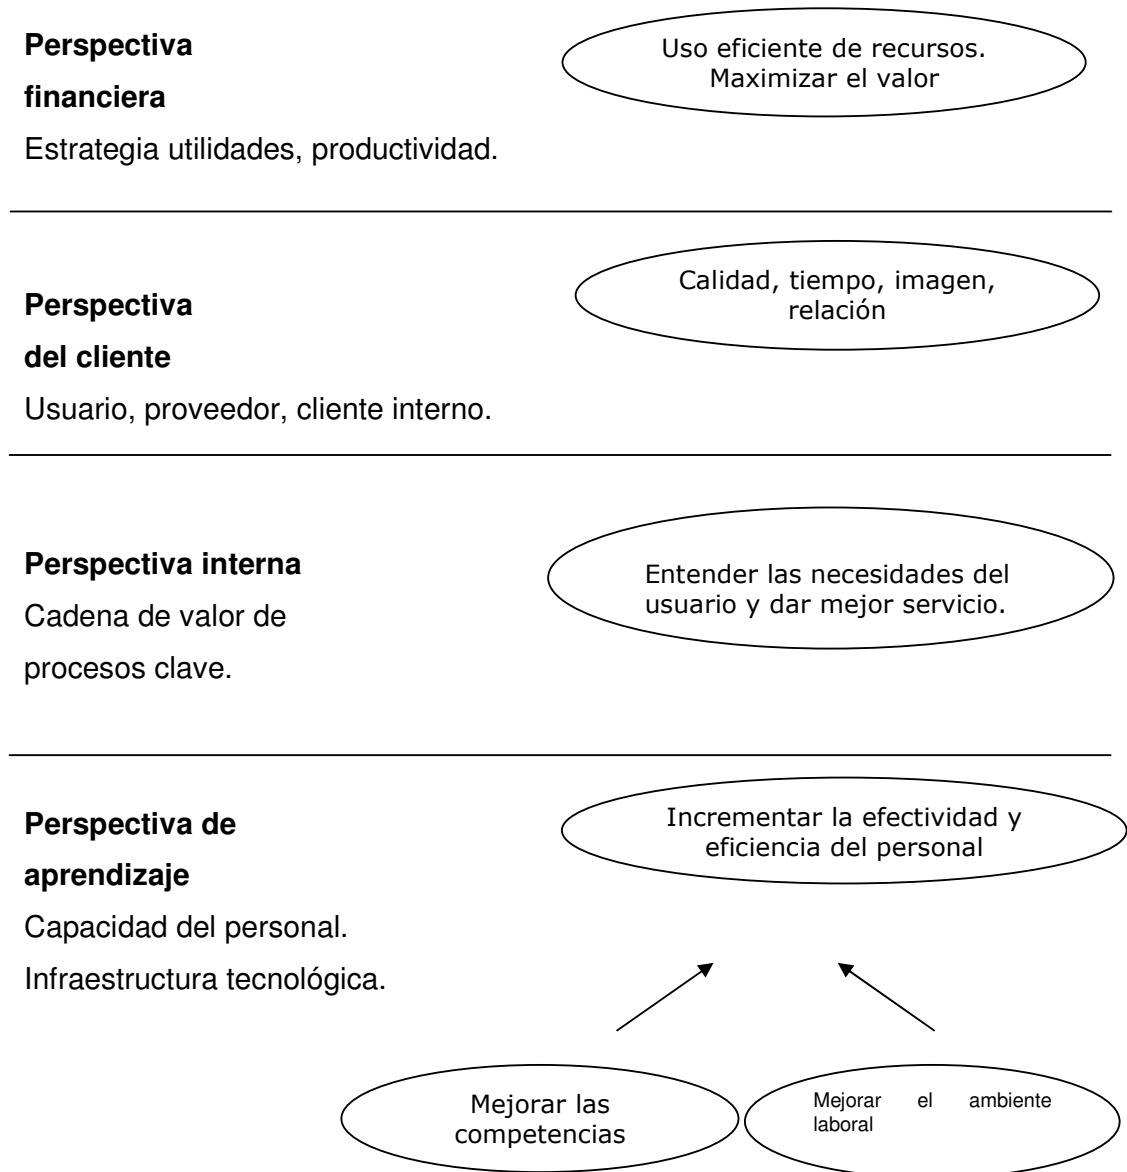 Perspectiva
financiera
Estrategia utilidades, productividad.
Uso eficiente de recursos.
Maximizar el valor
Perspectiva
del cliente
Usuario, proveedor, cliente interno.
Calidad, tiempo, imagen,
relación
Perspectiva interna
Cadena de valor de
procesos clave.
Entender las necesidades del
usuario y dar mejor servicio.
Perspectiva de
aprendizaje
Capacidad del personal.
Infraestructura tecnológica.
Incrementar la efectividad y
eficiencia del personal
Mejorar las
competencias
Mejorar el ambiente
laboral